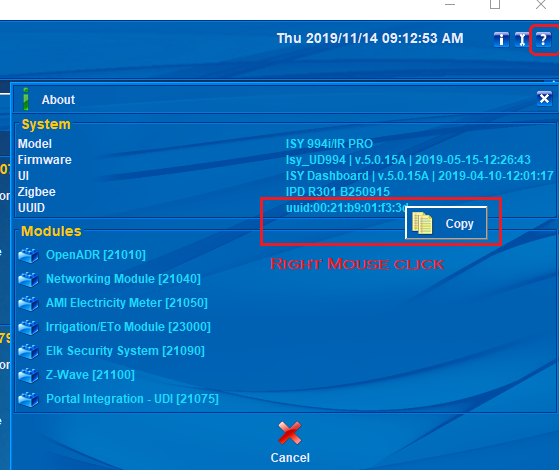 Thu 2019/11/14 09:12:53 AM
About
System
Model ISY 994i/IR PRO
Firmware Isy_UD994 | v.5.0.15A | 2019-05-15-12:26:43
UI ISY Dashboard | v.5.0.15A | 2019-04-10-12:01:17
Zigbee IPD R301 B250915
UUID uuid:00:21:b9:01:f3:3d
Copy
Modules
Right Mouse click
OpenADR [21010]
Networking Module [21040]
AMI Electricity Meter [21050]
Irrigation/ETo Module [23000]
Elk Security System [21090]
Z-Wave [21100]
Portal Integration - UDI [21075]
Cancel